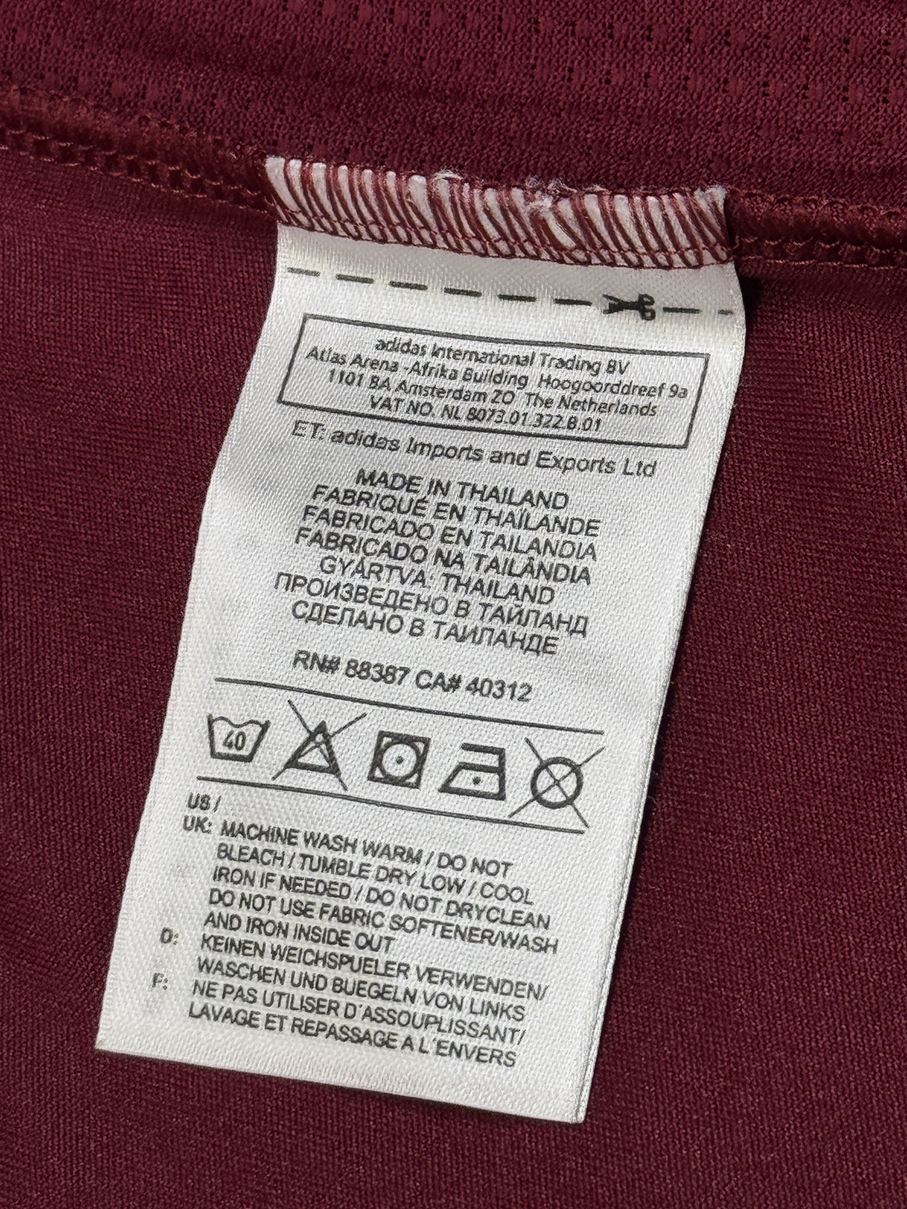 adidas International Trading BV
Atlas Arena -Afrika Building Hoogoorddreef 9a
1101 BA Amsterdam ZO The Netherlands
VAT NO. NL 8073.01.322.B.01
ET: adidas Imports and Exports Ltd
MADE IN THAILAND
FABRIQUÉ EN THAÏLANDE
FABRICADO EN TAILANDIA
FABRICADO NA TAILÂNDIA
GYÁRTVA: THAILAND
ПРОИЗВЕДЕНО В ТАЙЛАНД
СДЕЛАНО В ТАИЛАНДЕ
RN# 88387 CA# 40312
40
US /
UK: MACHINE WASH WARM / DO NOT
BLEACH / TUMBLE DRY LOW / COOL
IRON IF NEEDED / DO NOT DRYCLEAN
DO NOT USE FABRIC SOFTENER/WASH
AND IRON INSIDE OUT
D: KEINEN WEICHSPUELER VERWENDEN/
WASCHEN UND BUEGELN VON LINKS
F: NE PAS UTILISER D'ASSOUPLISSANT/
LAVAGE ET REPASSAGE A L'ENVERS